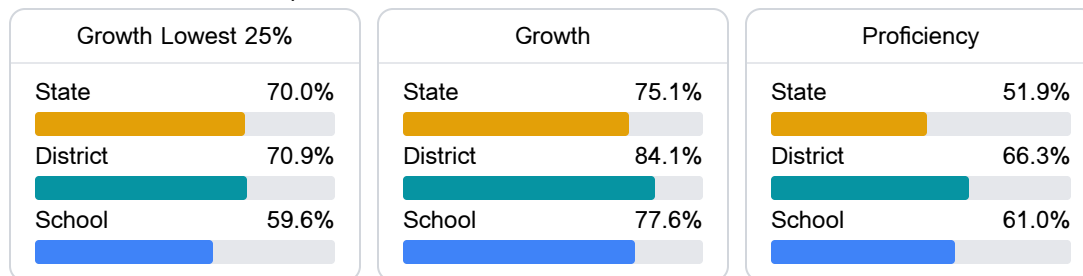 Growth Lowest 25%
State 70.0%
District 70.9%
School 59.6%
Growth
State 75.1%
District 84.1%
School 77.6%
Proficiency
State 51.9%
District 66.3%
School 61.0%